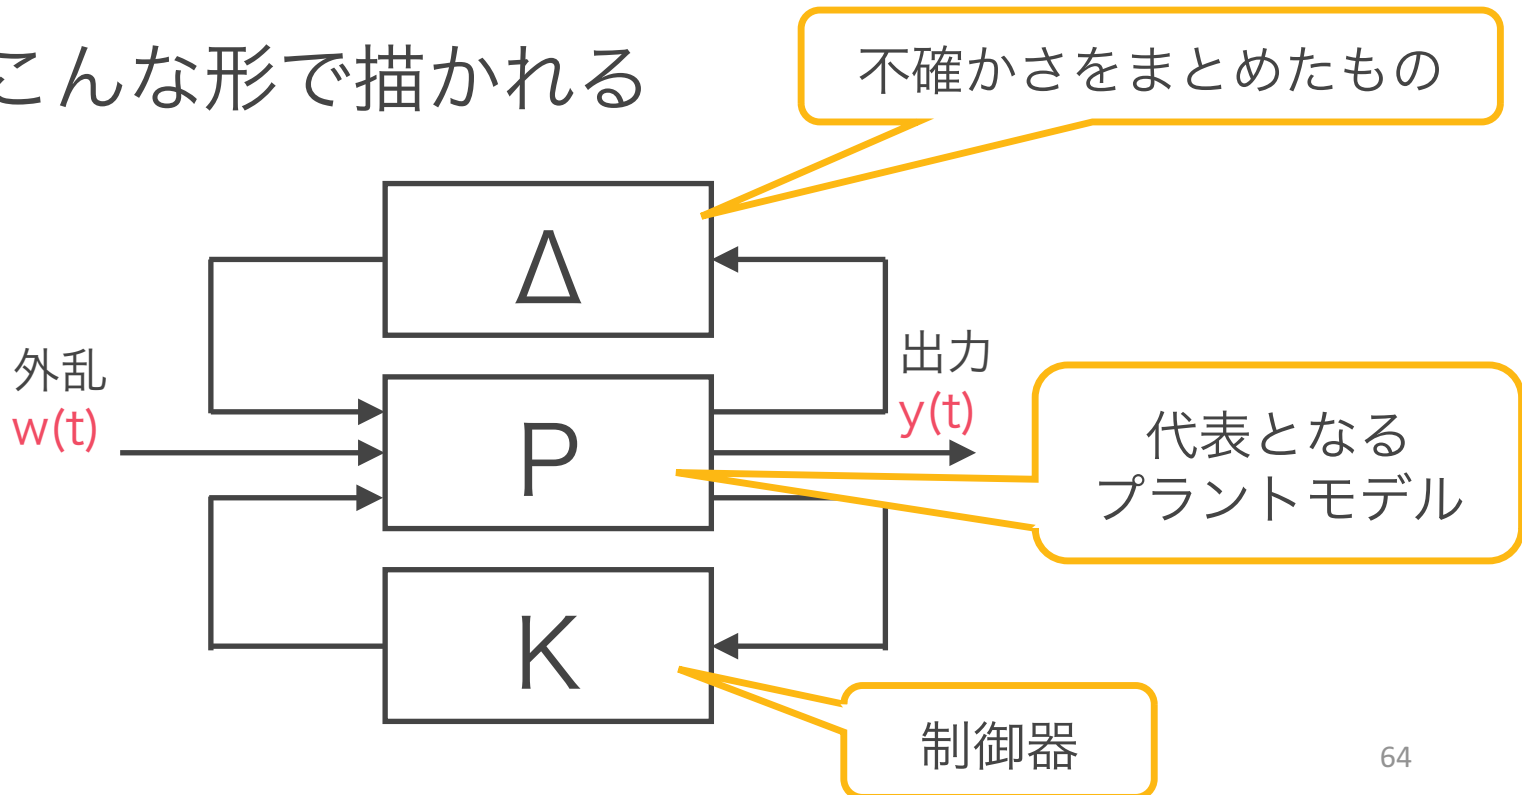 こんな形で描かれる
不確かさをまとめたもの
Δ
外乱
w(t)
出力
y(t)
P
代表となる
プラントモデル
K
制御器
64